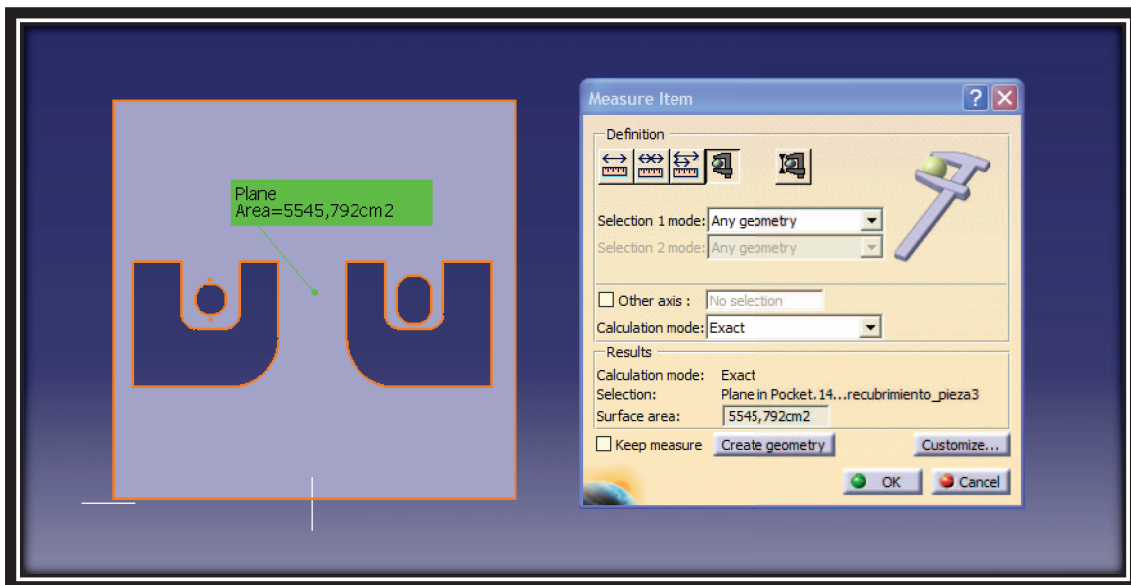 Plane
Area=5545,792cm2
Measure Item
?
Definition
Selection 1 mode: Any geometry
Selection 2 mode: Any geometry
Other axis : No selection
Calculation mode: Exact
Results
Calculation mode: Exact
Selection: Plane in Pocket.14...recubrimiento_pieza3
Surface area: 5545,792cm2
Keep measure Create geometry Customize...
OK Cancel